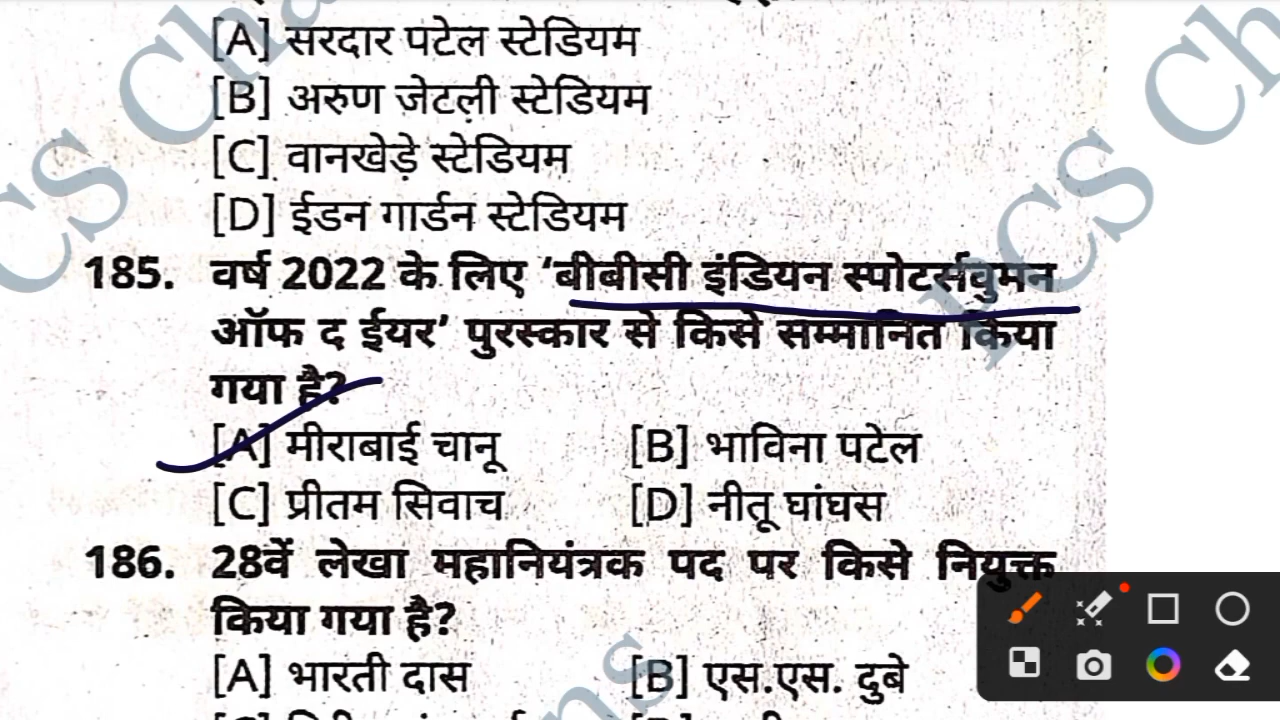 [A] सरदार पटेल स्टेडियम
[B] अरुण जेटली स्टेडियम
[C] वानखेड़े स्टेडियम
[D] ईडन गार्डन स्टेडियम
185. वर्ष 2022 के लिए ‘बीबीसी इंडियन स्पोटर्सवुमन
ऑफ द ईयर’ पुरस्कार से किसे सम्मानित किया
गया है?
[A] मीराबाई चानू [B] भाविना पटेल
[C] प्रीतम सिवाच [D] नीतू घांघस
186. 28वें लेखा महानियंत्रक पद पर किसे नियुक्त
किया गया है?
[A] भारती दास [B] एस.एस. दुबे